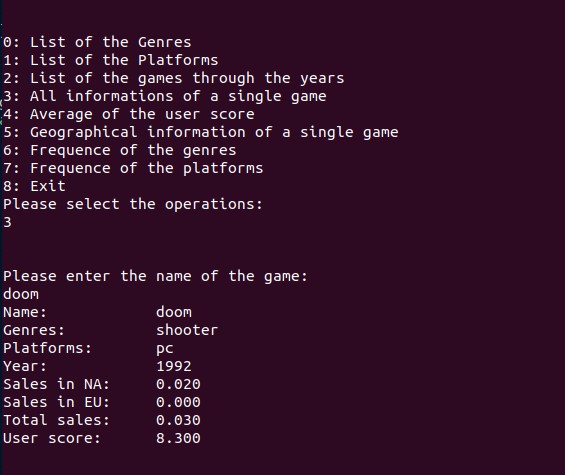 0: List of the Genres
1: List of the Platforms
2: List of the games through the years
3: All informations of a single game
4: Average of the user score
5: Geographical information of a single game
6: Frequence of the genres
7: Frequence of the platforms
8: Exit
Please select the operations:
3
Please enter the name of the game:
doom
Name: doom
Genres: shooter
Platforms: pc
Year: 1992
Sales in NA: 0.020
Sales in EU: 0.000
Total sales: 0.030
User score: 8.300